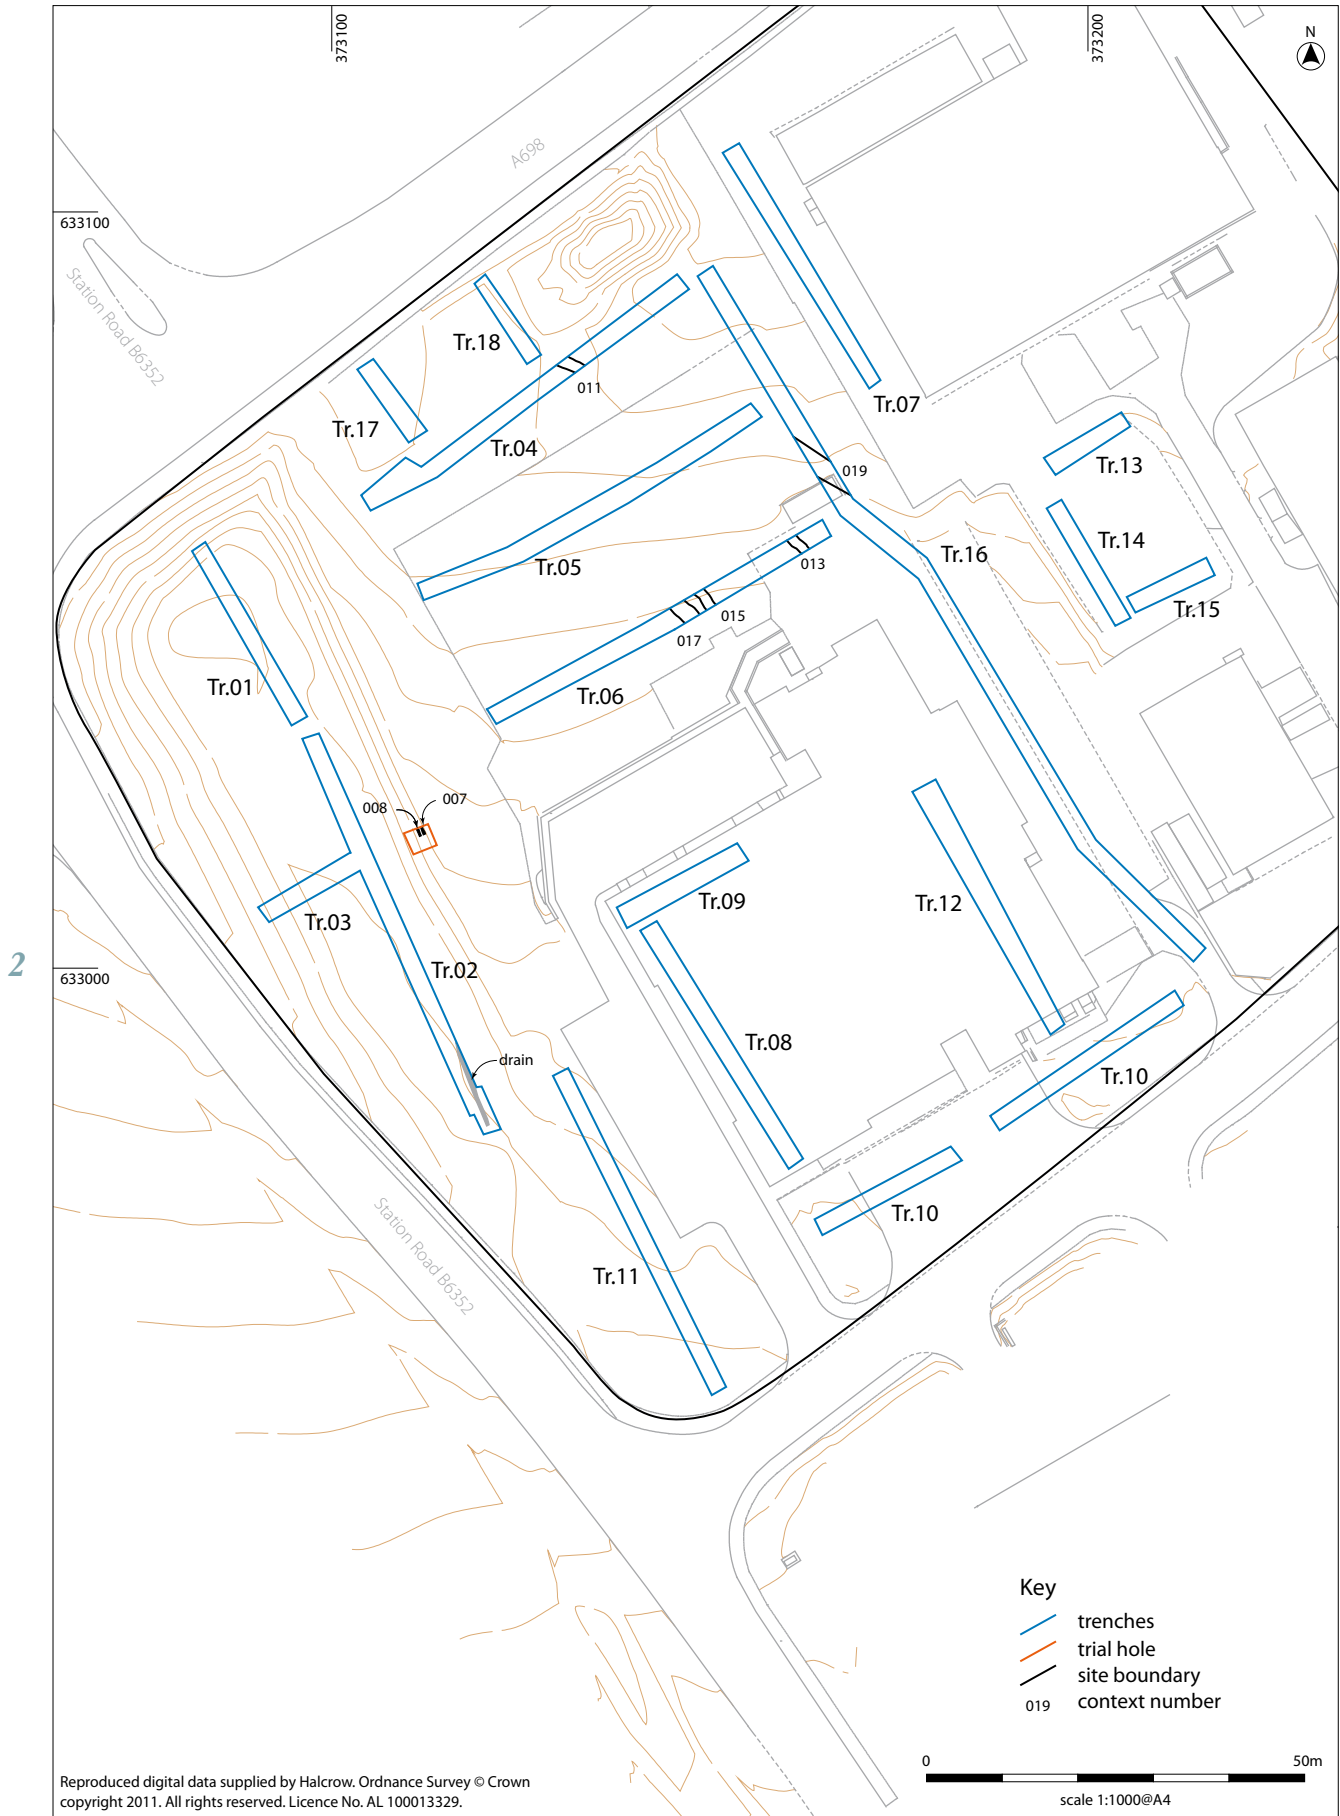 373100
373200
N
A698
633100
Station Road B6352
Tr.18
011
Tr.07
Tr.17
Tr.04
Tr.13
019
Tr.14
Tr.16
Tr.05
013
Tr.15
015
017
Tr.01
Tr.06
008
007
Tr.09
Tr.12
Tr.03
2
633000
Tr.02
Tr.08
drain
Tr.10
Tr.10
Station Road B6352
Tr.11
Key
trenches
trial hole
site boundary
019 context number
0 50m
scale 1:1000@A4
Reproduced digital data supplied by Halcrow. Ordnance Survey © Crown
copyright 2011. All rights reserved. Licence No. AL 100013329.